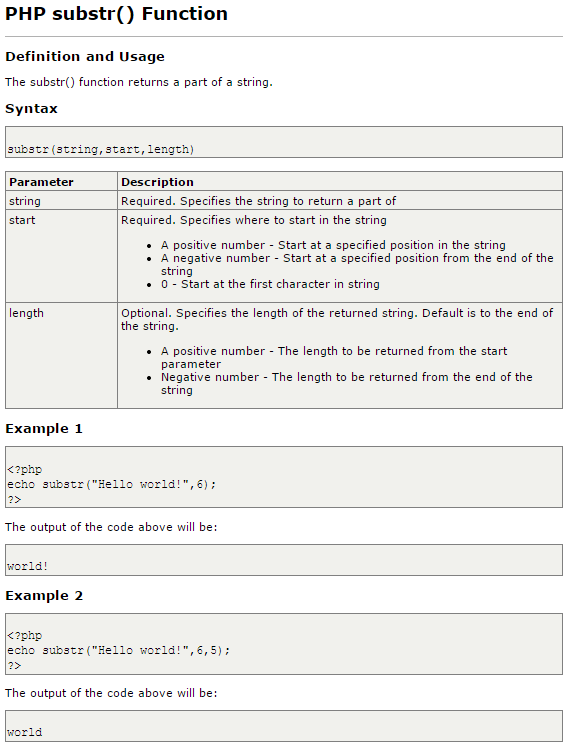 PHP substr() Function
Definition and Usage
The substr() function returns a part of a string.
Syntax
substr(string,start,length)
Parameter Description
string Required. Specifies the string to return a part of
start Required. Specifies where to start in the string
• A positive number - Start at a specified position in the string
• A negative number - Start at a specified position from the end of the
string
• 0 - Start at the first character in string
length Optional. Specifies the length of the returned string. Default is to the end of
the string.
• A positive number - The length to be returned from the start
parameter
• Negative number - The length to be returned from the end of the
string
Example 1
<?php
echo substr("Hello world!",6);
?>
The output of the code above will be:
world!
Example 2
<?php
echo substr("Hello world!",6,5);
?>
The output of the code above will be:
world